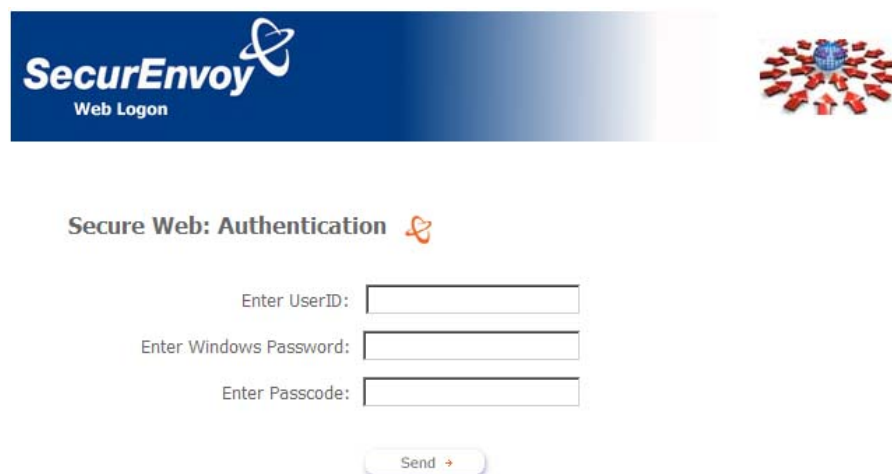 SecurEnvoy
Web Logon
Secure Web: Authentication
Enter UserID:
Enter Windows Password:
Enter Passcode:
Send